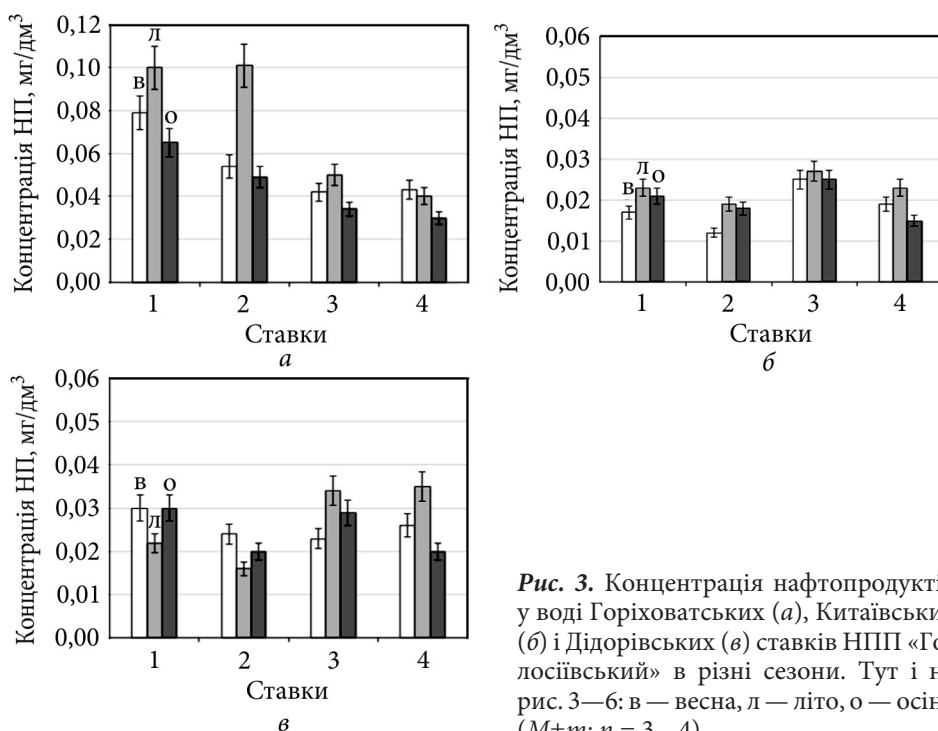 Концентрація НП, мг/дм³
0,12
0,10
0,08
0,06
0,04
0,02
0,00
в
л
о
1 2 3 4
Ставки
а
Концентрація НП, мг/дм³
0,06
0,05
0,04
0,03
0,02
0,01
0,00
в
л
о
1 2 3 4
Ставки
б
Концентрація НП, мг/дм³
0,06
0,05
0,04
0,03
0,02
0,01
0,00
в
л
о
1 2 3 4
Ставки
в
Рис. 3. Концентрація нафтопродукті
у воді Горіховатських (а), Китаївськи
(б) і Дідорівських (в) ставків НПП «Го
лосіївський» в різні сезони. Тут і н
рис. 3—6: в — весна, л — літо, о — осін